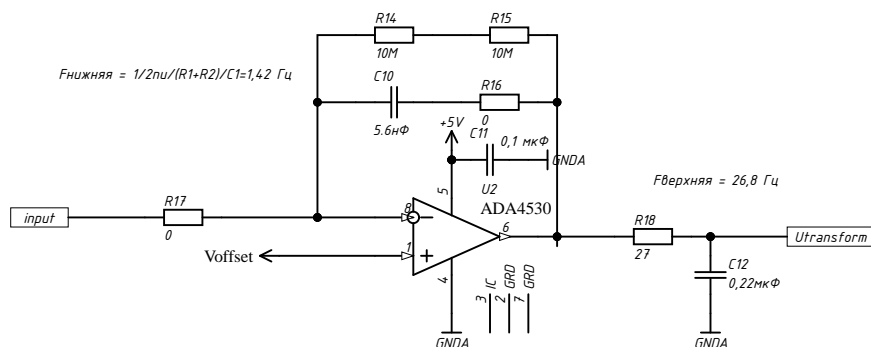 R14
R15
10M
10M
Fнижняя = 1/2пи/(R1+R2)/C1=1,42 Гц
C10
R16
5.6нФ
0
+5V
C11
0,1 мкФ
GNDA
U2
5
Fверхняя = 26,8 Гц
R17
8
ADA4530
R18
input
6
Utransform
0
Voffset
1
27
C12
0,22мкФ
4
3
IC
2
GRD
7
GRD
GNDA
GNDA